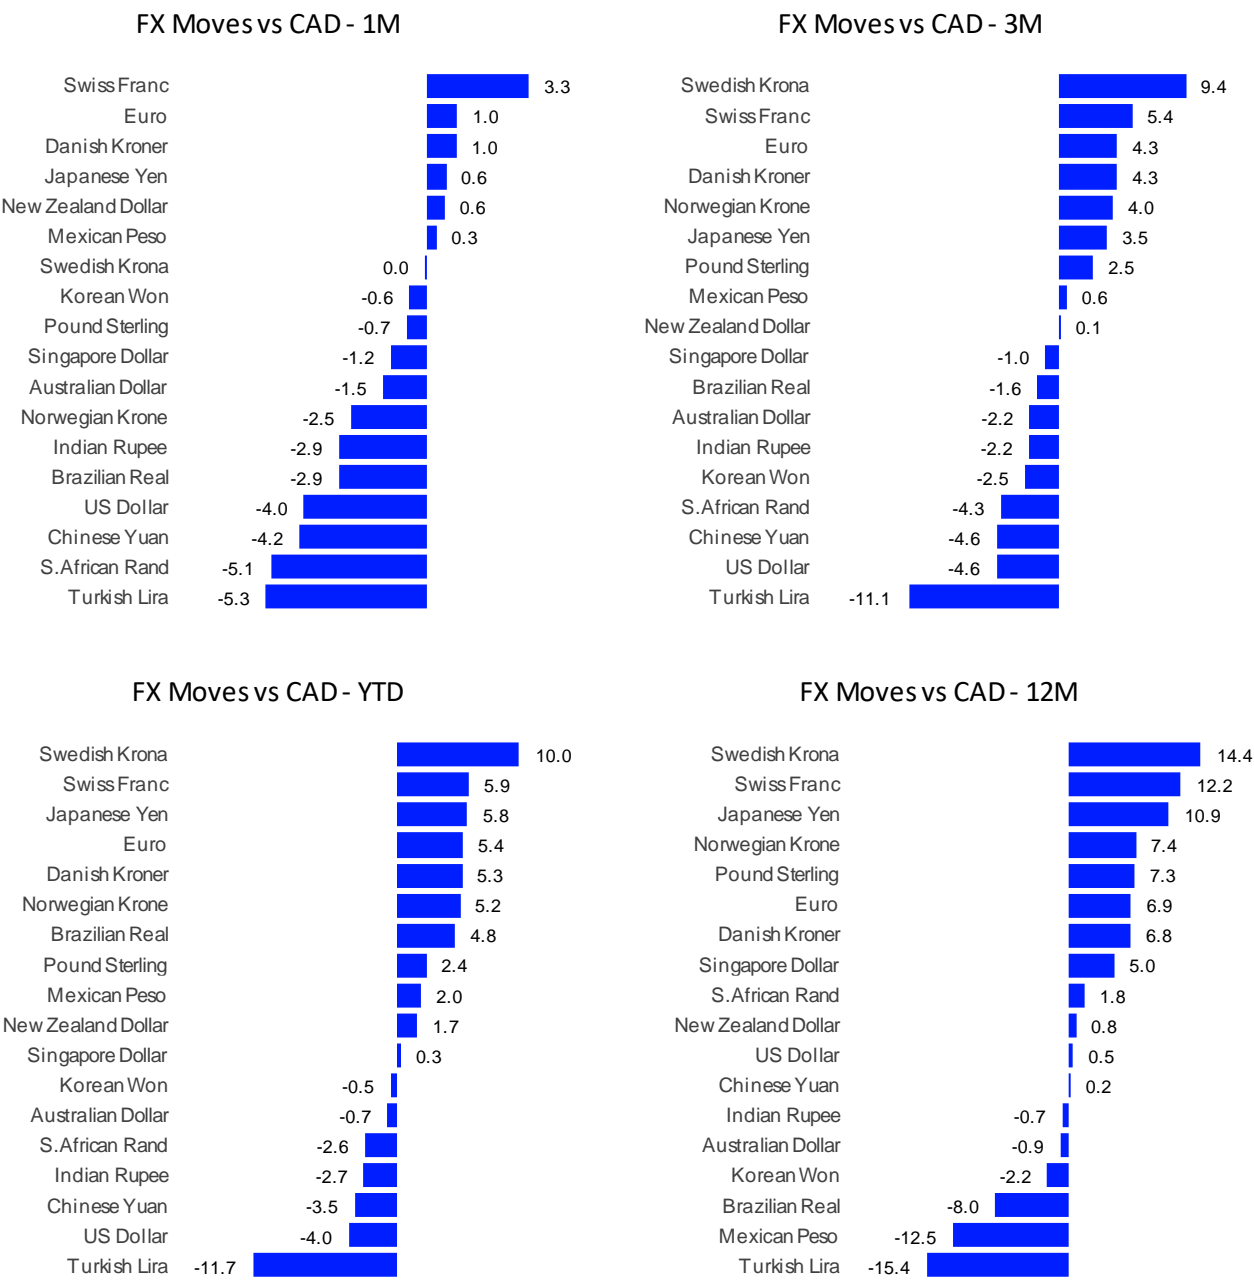 FX Moves vs CAD - 1M
Swiss Franc 3.3
Euro 1.0
Danish Kroner 1.0
Japanese Yen 0.6
New Zealand Dollar 0.6
Mexican Peso 0.3
Swedish Krona 0.0
Korean Won -0.6
Pound Sterling -0.7
Singapore Dollar -1.2
Australian Dollar -1.5
Norwegian Krone -2.5
Indian Rupee -2.9
Brazilian Real -2.9
US Dollar -4.0
Chinese Yuan -4.2
S.African Rand -5.1
Turkish Lira -5.3
FX Moves vs CAD - 3M
Swedish Krona 9.4
Swiss Franc 5.4
Euro 4.3
Danish Kroner 4.3
Norwegian Krone 4.0
Japanese Yen 3.5
Pound Sterling 2.5
Mexican Peso 0.6
New Zealand Dollar 0.1
Singapore Dollar -1.0
Brazilian Real -1.6
Australian Dollar -2.2
Indian Rupee -2.2
Korean Won -2.5
S.African Rand -4.3
Chinese Yuan -4.6
US Dollar -4.6
Turkish Lira -11.1
FX Moves vs CAD - YTD
Swedish Krona 10.0
Swiss Franc 5.9
Japanese Yen 5.8
Euro 5.4
Danish Kroner 5.3
Norwegian Krone 5.2
Brazilian Real 4.8
Pound Sterling 2.4
Mexican Peso 2.0
New Zealand Dollar 1.7
Singapore Dollar 0.3
Korean Won -0.5
Australian Dollar -0.7
S.African Rand -2.6
Indian Rupee -2.7
Chinese Yuan -3.5
US Dollar -4.0
Turkish Lira -11.7
FX Moves vs CAD - 12M
Swedish Krona 14.4
Swiss Franc 12.2
Japanese Yen 10.9
Norwegian Krone 7.4
Pound Sterling 7.3
Euro 6.9
Danish Kroner 6.8
Singapore Dollar 5.0
S.African Rand 1.8
New Zealand Dollar 0.8
US Dollar 0.5
Chinese Yuan 0.2
Indian Rupee -0.7
Australian Dollar -0.9
Korean Won -2.2
Brazilian Real -8.0
Mexican Peso -12.5
Turkish Lira -15.4